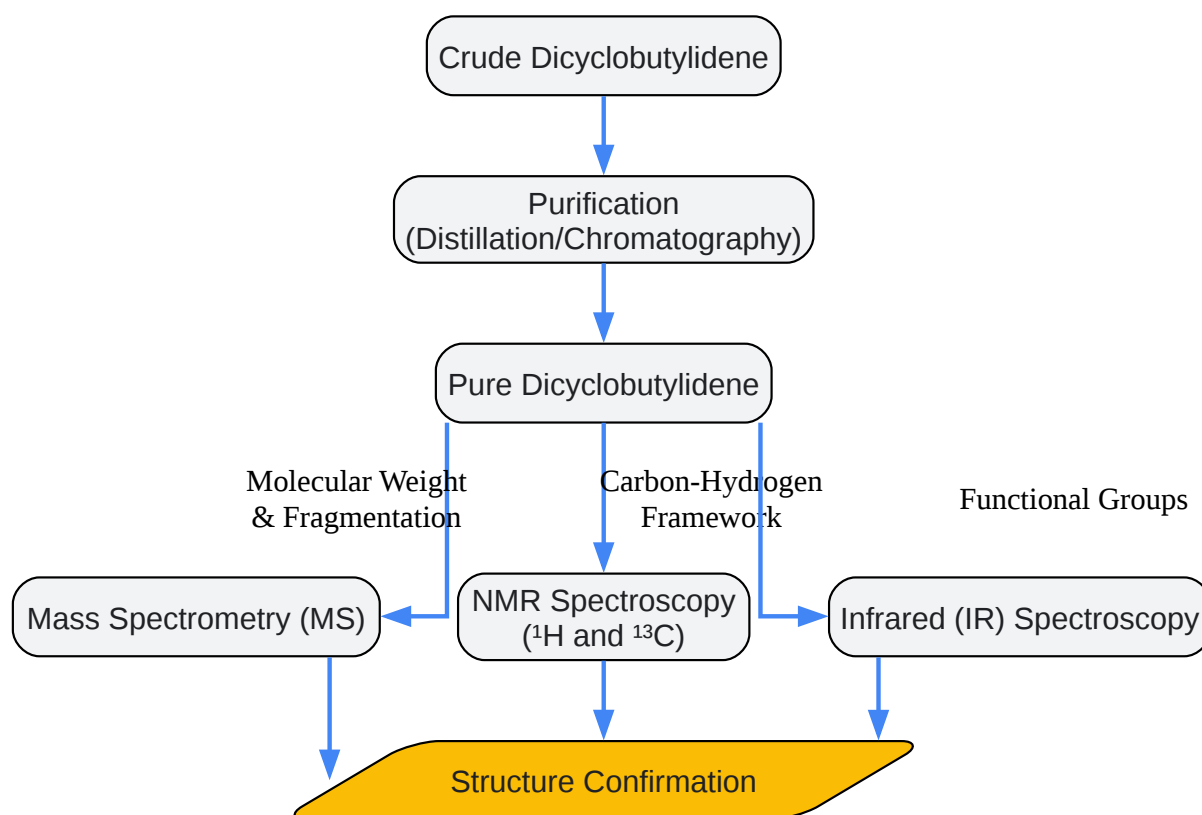 Crude Dicyclobutylidene
Purification
(Distillation/Chromatography)
Pure Dicyclobutylidene
Molecular Weight
& Fragmentation
Carbon-Hydrogen
Framework
Functional Groups
Mass Spectrometry (MS)
NMR Spectroscopy
(¹H and ¹³C)
Infrared (IR) Spectroscopy
Structure Confirmation